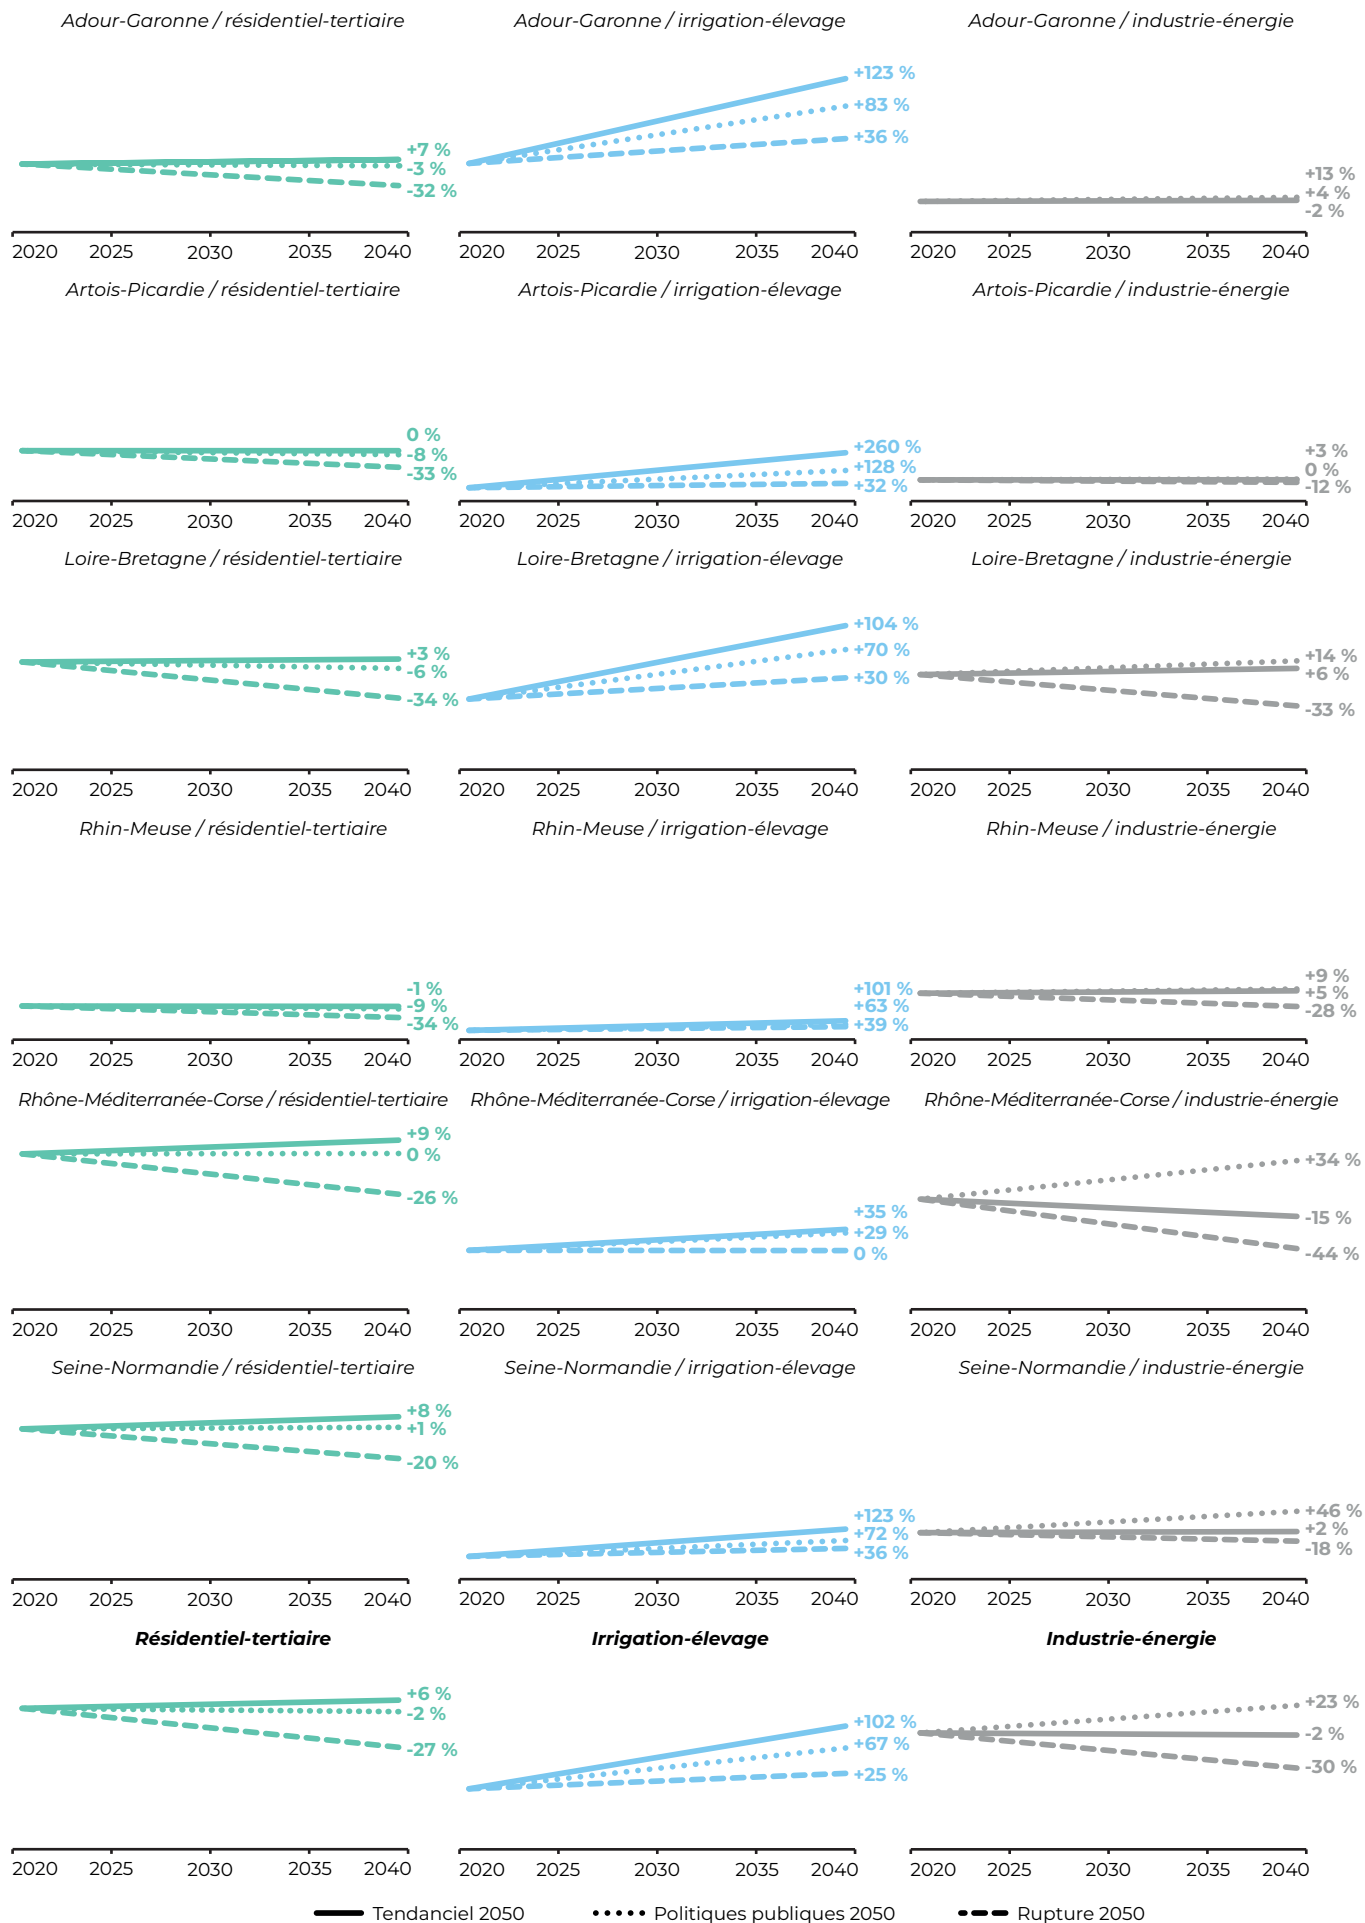 Adour-Garonne / résidentiel-tertiaire
Adour-Garonne / irrigation-élevage
Adour-Garonne / industrie-énergie
+7 %
-3 %
-32 %
+123 %
+83 %
+36 %
+13 %
+4 %
-2 %
2020 2025 2030 2035 2040
2020 2025 2030 2035 2040
2020 2025 2030 2035 2040
Artois-Picardie / résidentiel-tertiaire
Artois-Picardie / irrigation-élevage
Artois-Picardie / industrie-énergie
0 %
-8 %
-33 %
+260 %
+128 %
+32 %
+3 %
0 %
-12 %
2020 2025 2030 2035 2040
2020 2025 2030 2035 2040
2020 2025 2030 2035 2040
Loire-Bretagne / résidentiel-tertiaire
Loire-Bretagne / irrigation-élevage
Loire-Bretagne / industrie-énergie
+3 %
-6 %
-34 %
+104 %
+70 %
+30 %
+14 %
+6 %
-33 %
2020 2025 2030 2035 2040
2020 2025 2030 2035 2040
2020 2025 2030 2035 2040
Rhin-Meuse / résidentiel-tertiaire
Rhin-Meuse / irrigation-élevage
Rhin-Meuse / industrie-énergie
-1 %
-9 %
-34 %
+101 %
+63 %
+39 %
+9 %
+5 %
-28 %
2020 2025 2030 2035 2040
2020 2025 2030 2035 2040
2020 2025 2030 2035 2040
Rhône-Méditerranée-Corse / résidentiel-tertiaire
Rhône-Méditerranée-Corse / irrigation-élevage
Rhône-Méditerranée-Corse / industrie-énergie
+9 %
0 %
-26 %
+35 %
+29 %
0 %
+34 %
-15 %
-44 %
2020 2025 2030 2035 2040
2020 2025 2030 2035 2040
2020 2025 2030 2035 2040
Seine-Normandie / résidentiel-tertiaire
Seine-Normandie / irrigation-élevage
Seine-Normandie / industrie-énergie
+8 %
+1 %
-20 %
+123 %
+72 %
+36 %
+46 %
+2 %
-18 %
2020 2025 2030 2035 2040
2020 2025 2030 2035 2040
2020 2025 2030 2035 2040
Résidentiel-tertiaire
Irrigation-élevage
Industrie-énergie
+6 %
-2 %
-27 %
+102 %
+67 %
+25 %
+23 %
-2 %
-30 %
2020 2025 2030 2035 2040
2020 2025 2030 2035 2040
2020 2025 2030 2035 2040
Tendanciel 2050
Politiques publiques 2050
Rupture 2050